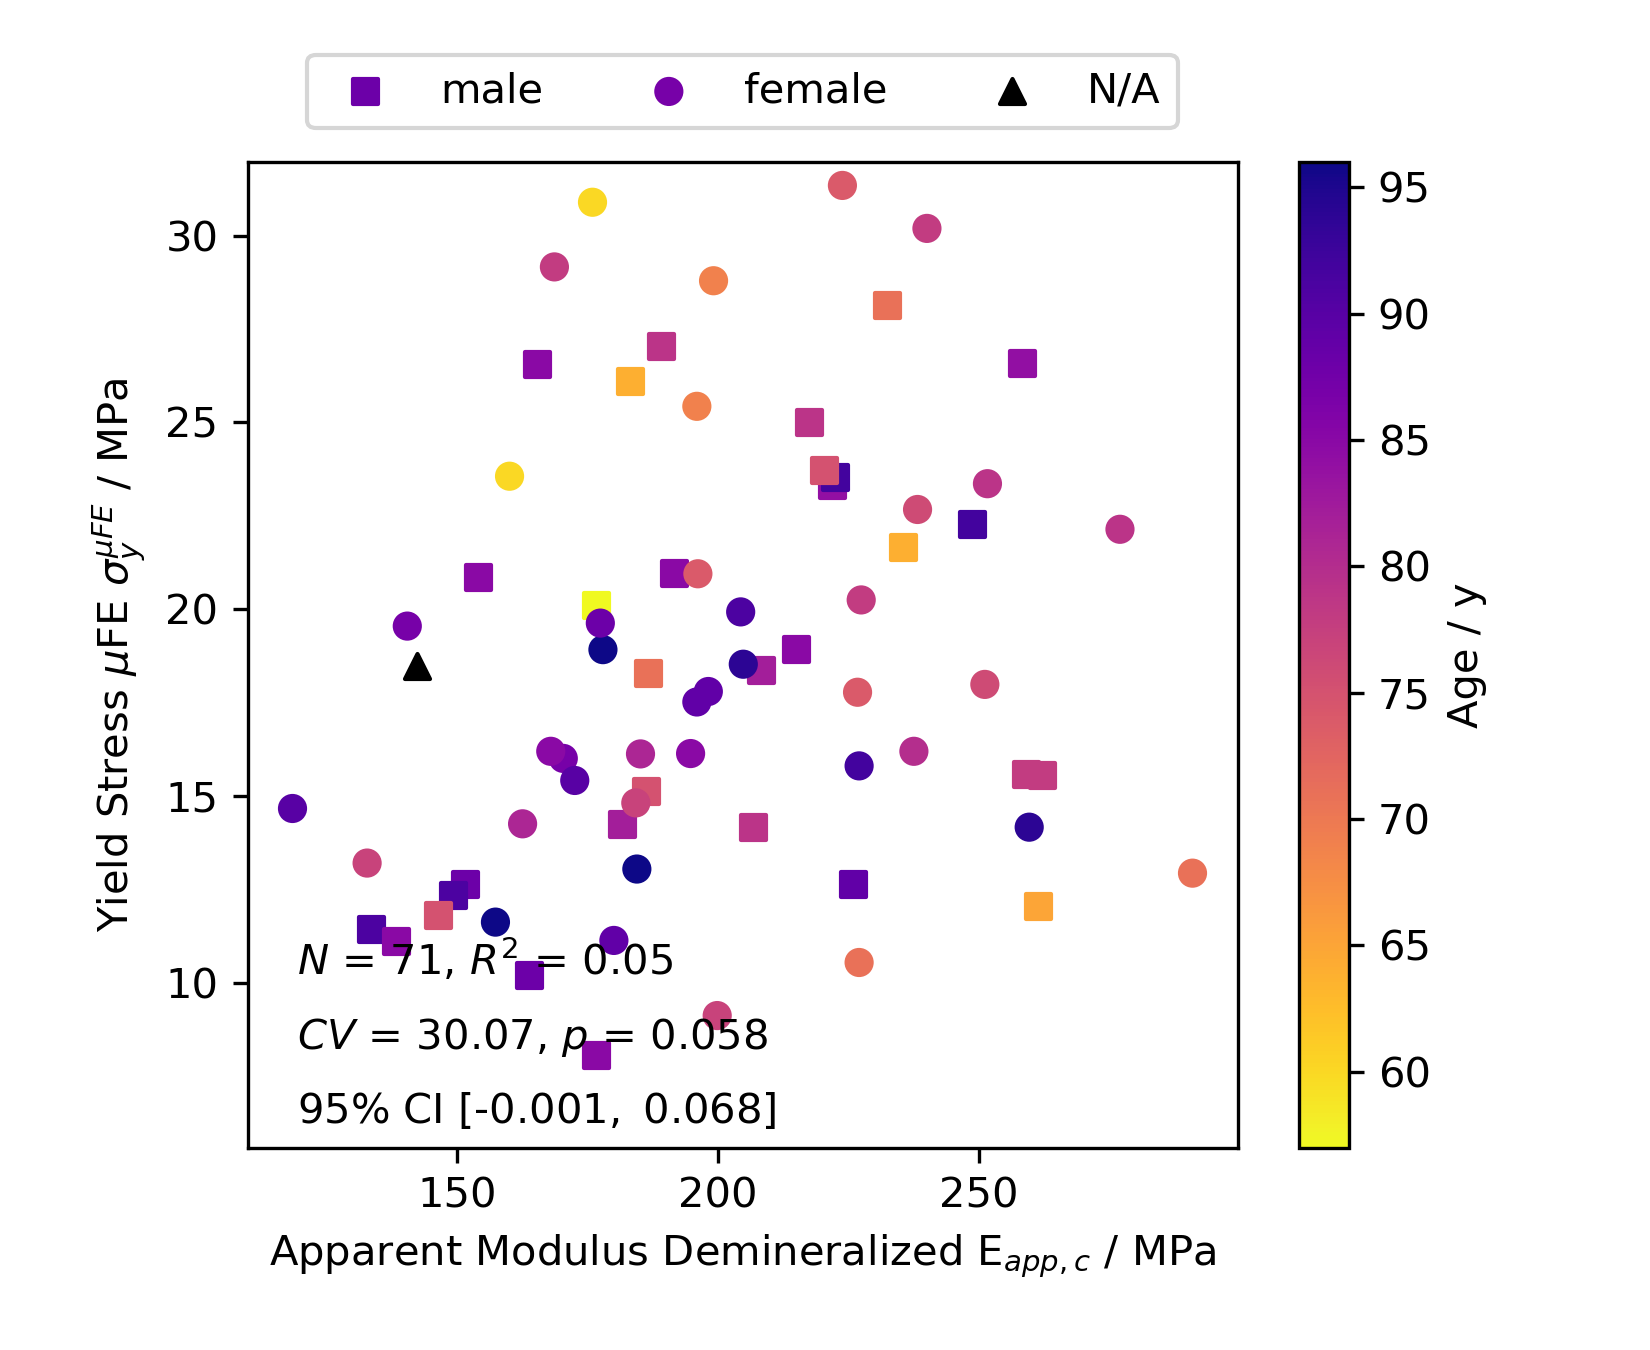 male female N/A
30
25
20
15
10
Yield Stress μFE σ_y^{μFE} / MPa
N = 71, R² = 0.05
CV = 30.07, p = 0.058
95% CI [-0.001, 0.068]
150 200 250
Apparent Modulus Demineralized E_{app, c} / MPa
95
90
85
80
75
70
65
60
Age / y